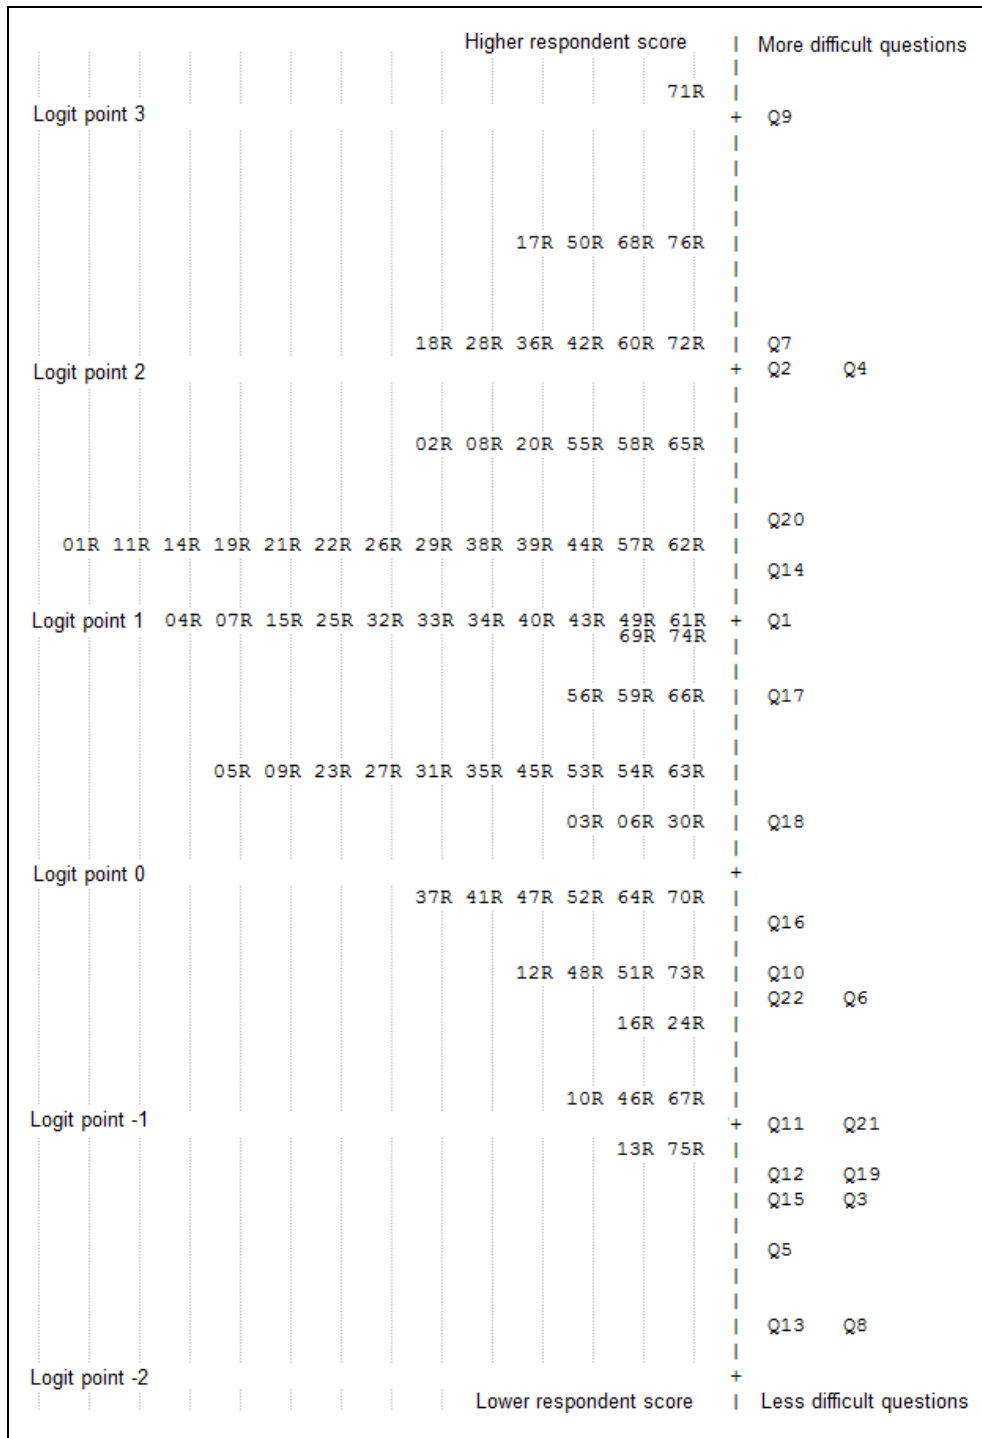 Higher respondent score | More difficult questions
|
71R |
Logit point 3 + Q9
|
|
|
|
17R 50R 68R 76R |
|
|
|
18R 28R 36R 42R 60R 72R | Q7
Logit point 2 + Q2 Q4
|
|
02R 08R 20R 55R 58R 65R |
|
|
| Q20
01R 11R 14R 19R 21R 22R 26R 29R 38R 39R 44R 57R 62R |
| Q14
|
Logit point 1 04R 07R 15R 25R 32R 33R 34R 40R 43R 49R 61R + Q1
69R 74R |
|
56R 59R 66R | Q17
|
|
05R 09R 23R 27R 31R 35R 45R 53R 54R 63R |
|
03R 06R 30R | Q18
|
Logit point 0 +
37R 41R 47R 52R 64R 70R |
| Q16
|
12R 48R 51R 73R | Q10
| Q22 Q6
16R 24R |
|
|
10R 46R 67R |
Logit point -1 + Q11 Q21
13R 75R |
| Q12 Q19
| Q15 Q3
|
| Q5
|
|
| Q13 Q8
|
Logit point -2 +
Lower respondent score | Less difficult questions